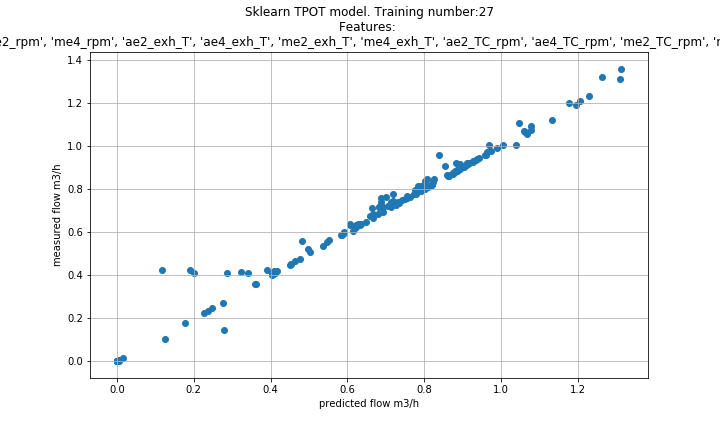 Sklearn TPOT model. Training number:27
Features:
e2_rpm', 'me4_rpm', 'ae2_exh_T', 'ae4_exh_T', 'me2_exh_T', 'me4_exh_T', 'ae2_TC_rpm', 'ae4_TC_rpm', 'me2_TC_rpm',
1.4
1.2
1.0
0.8
0.6
0.4
0.2
0.0
measured flow m3/h
0.0 0.2 0.4 0.6 0.8 1.0 1.2
predicted flow m3/h